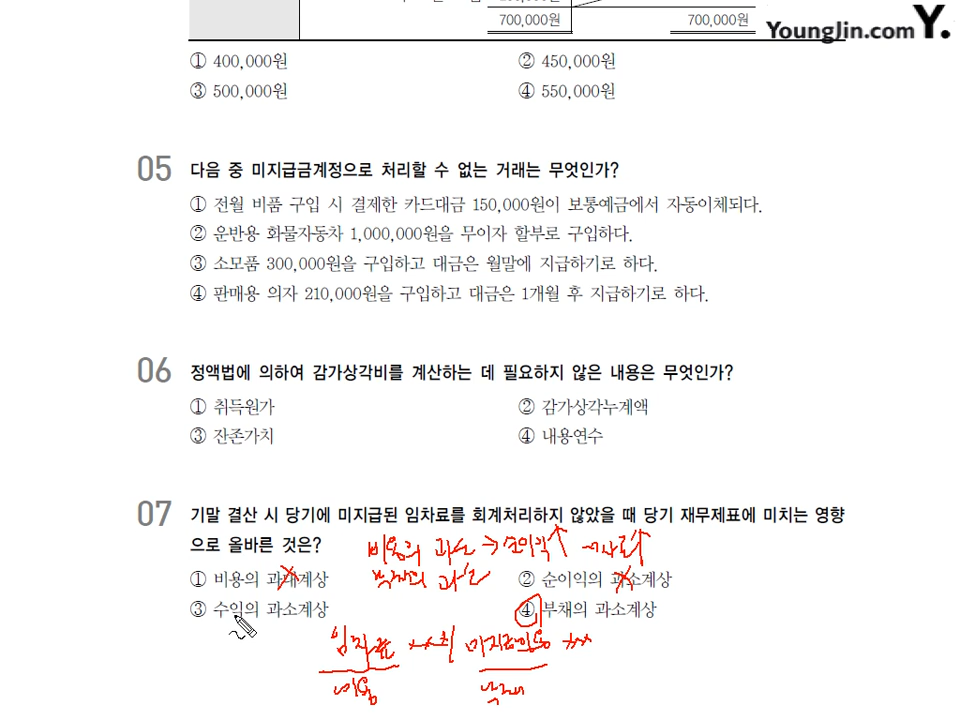 700,000원 700,000원
YoungJin.com Y.
① 400,000원 ② 450,000원
③ 500,000원 ④ 550,000원
05 다음 중 미지급금계정으로 처리할 수 없는 거래는 무엇인가?
① 전월 비품 구입 시 결제한 카드대금 150,000원이 보통예금에서 자동이체되다.
② 운반용 화물자동차 1,000,000원을 무이자 할부로 구입하다.
③ 소모품 300,000원을 구입하고 대금은 월말에 지급하기로 하다.
④ 판매용 의자 210,000원을 구입하고 대금은 1개월 후 지급하기로 하다.
06 정액법에 의하여 감가상각비를 계산하는 데 필요하지 않은 내용은 무엇인가?
① 취득원가 ② 감가상각누계액
③ 잔존가치 ④ 내용연수
07 기말 결산 시 당기에 미지급된 임차료를 회계처리하지 않았을 때 당기 재무제표에 미치는 영향
으로 올바른 것은?
비용의 과소 → 순이익↑
① 비용의 과대계상 부채의 과소 ② 순이익의 과소계상
③ 수익의 과소계상 ④ 부채의 과소계상
임차료 ××× / 미지급비용 ×××
비용 부채